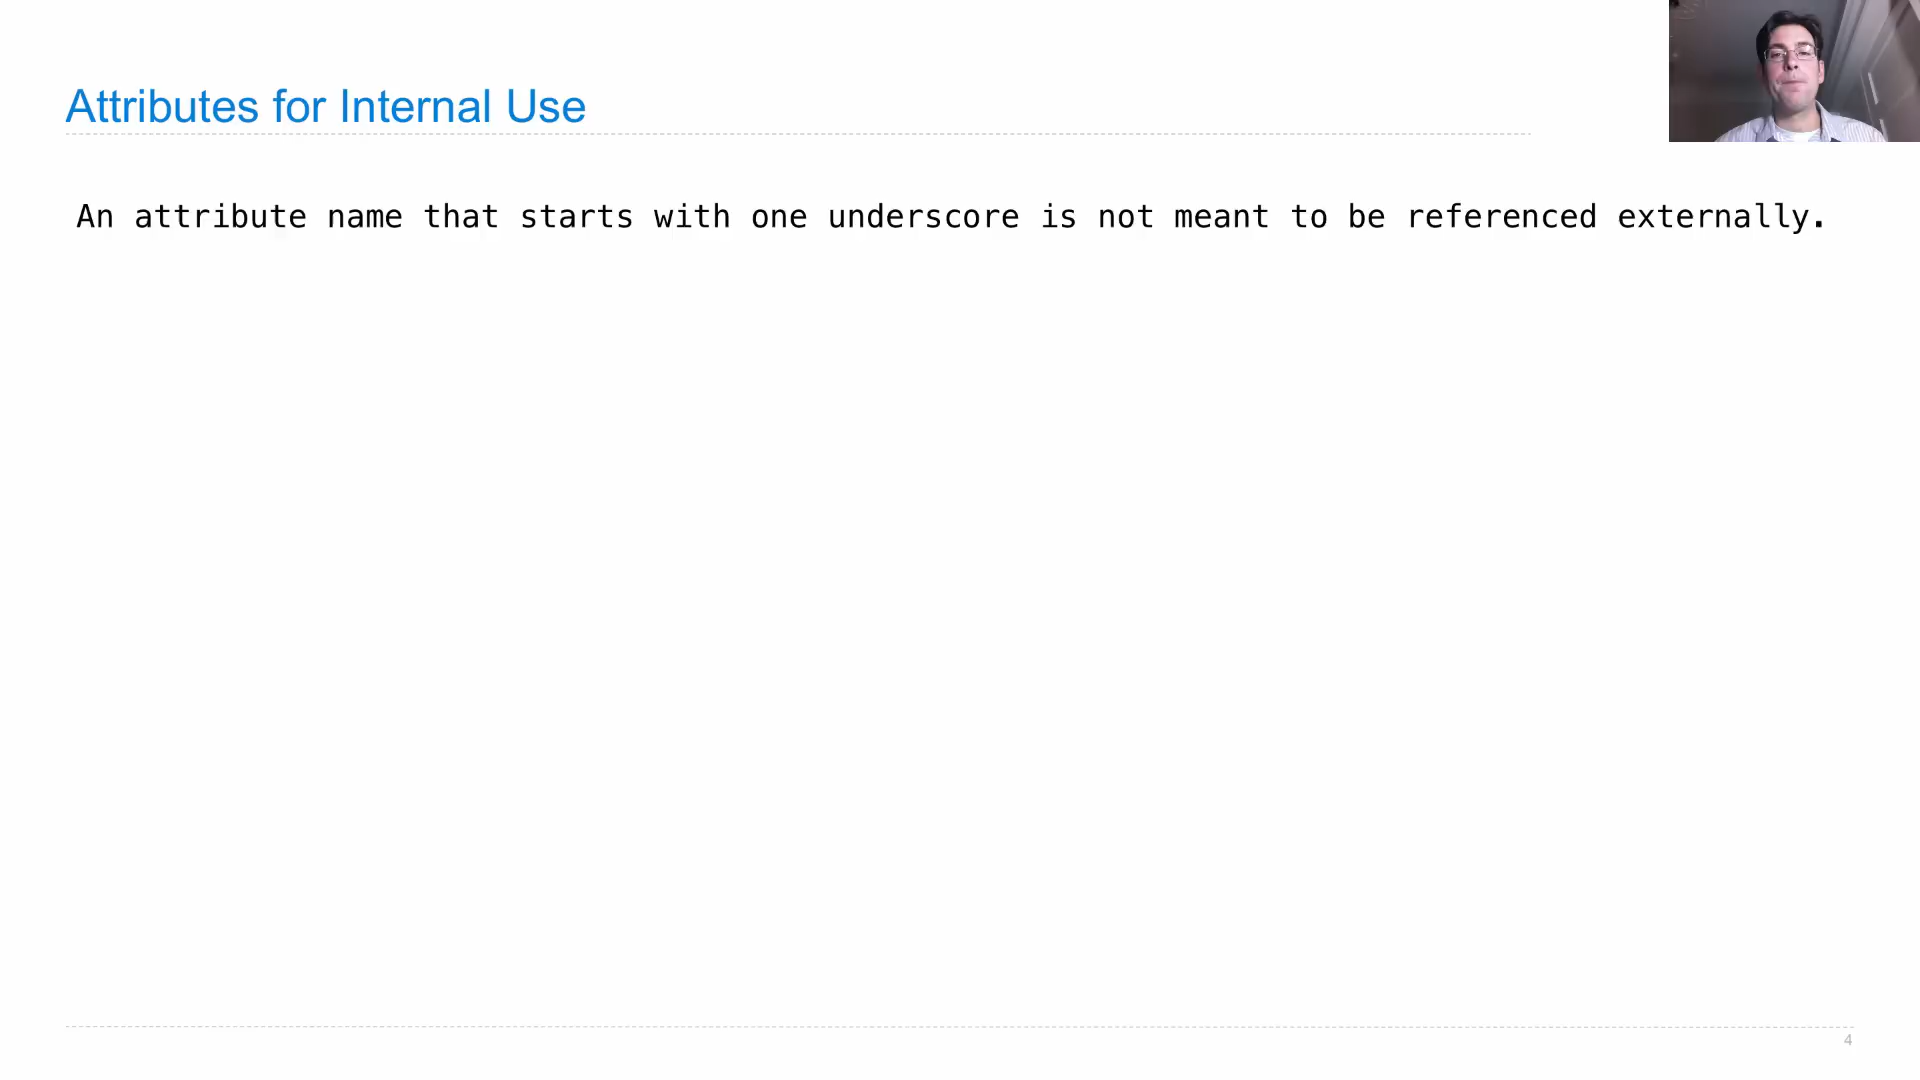 Attributes for Internal Use
An attribute name that starts with one underscore is not meant to be referenced externally.
4